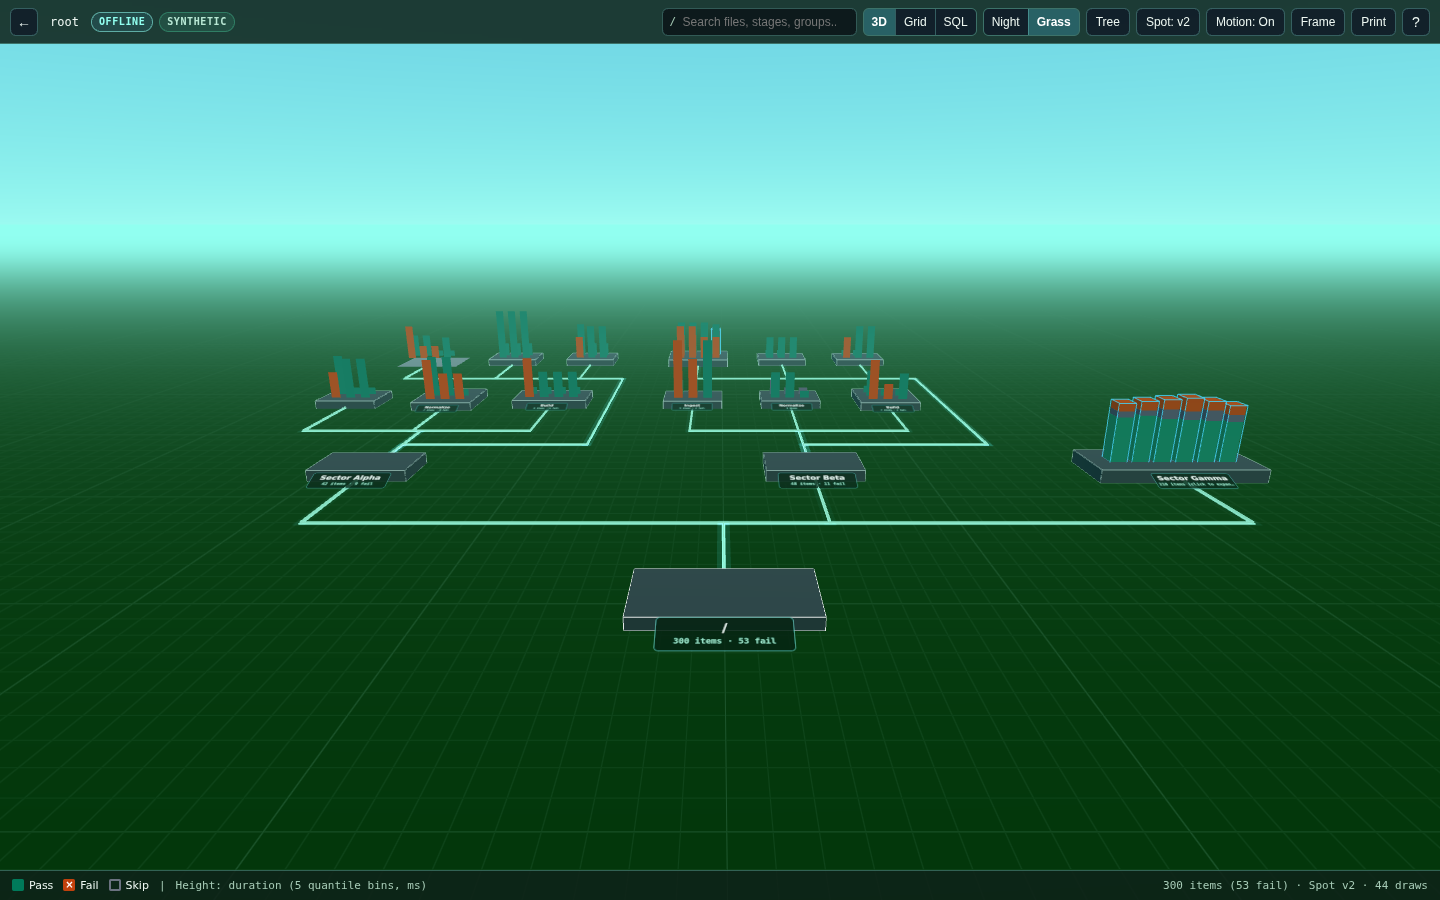 ← root OFFLINE SYNTHETIC / Search files, stages, groups.. 3D Grid SQL Night Grass Tree Spot: v2 Motion: On Frame Print ?
Sector Alpha
Sector Beta
Sector Gamma
/
300 items · 53 fail
Pass × Fail Skip | Height: duration (5 quantile bins, ms) 300 items (53 fail) · Spot v2 · 44 draws